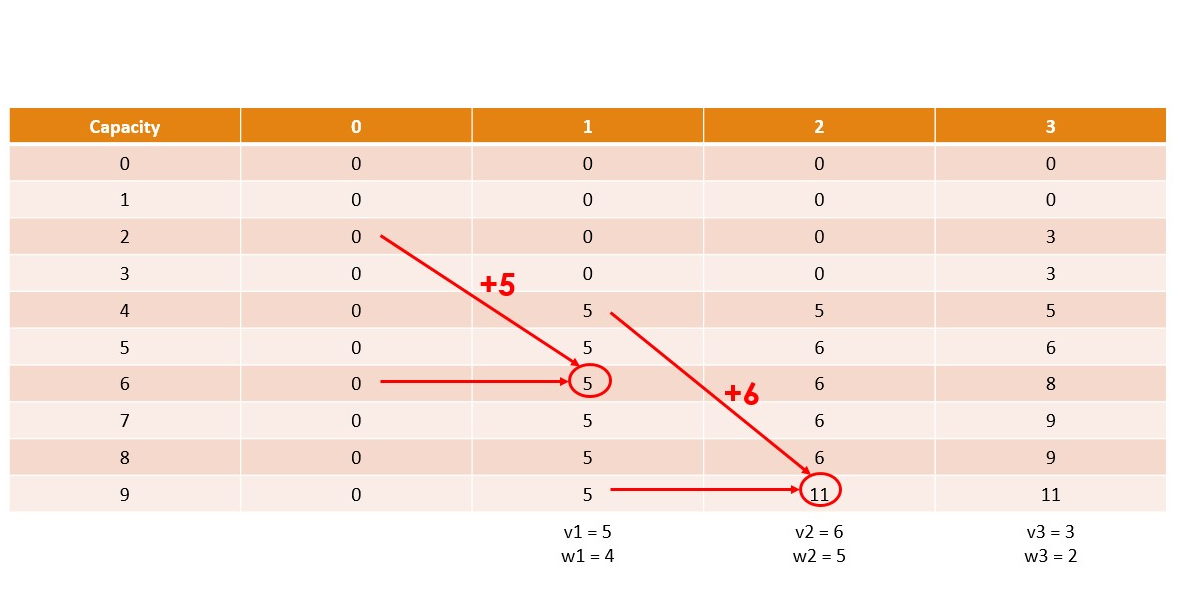 Capacity 0 1 2 3
0 0 0 0 0
1 0 0 0 0
2 0 0 0 3
+5
3 0 0 0 3
4 0 5 5 5
5 0 5 6 6
6 0 5 6 8
+6
7 0 5 6 9
8 0 5 6 9
9 0 5 11 11
v1 = 5 v2 = 6 v3 = 3
w1 = 4 w2 = 5 w3 = 2